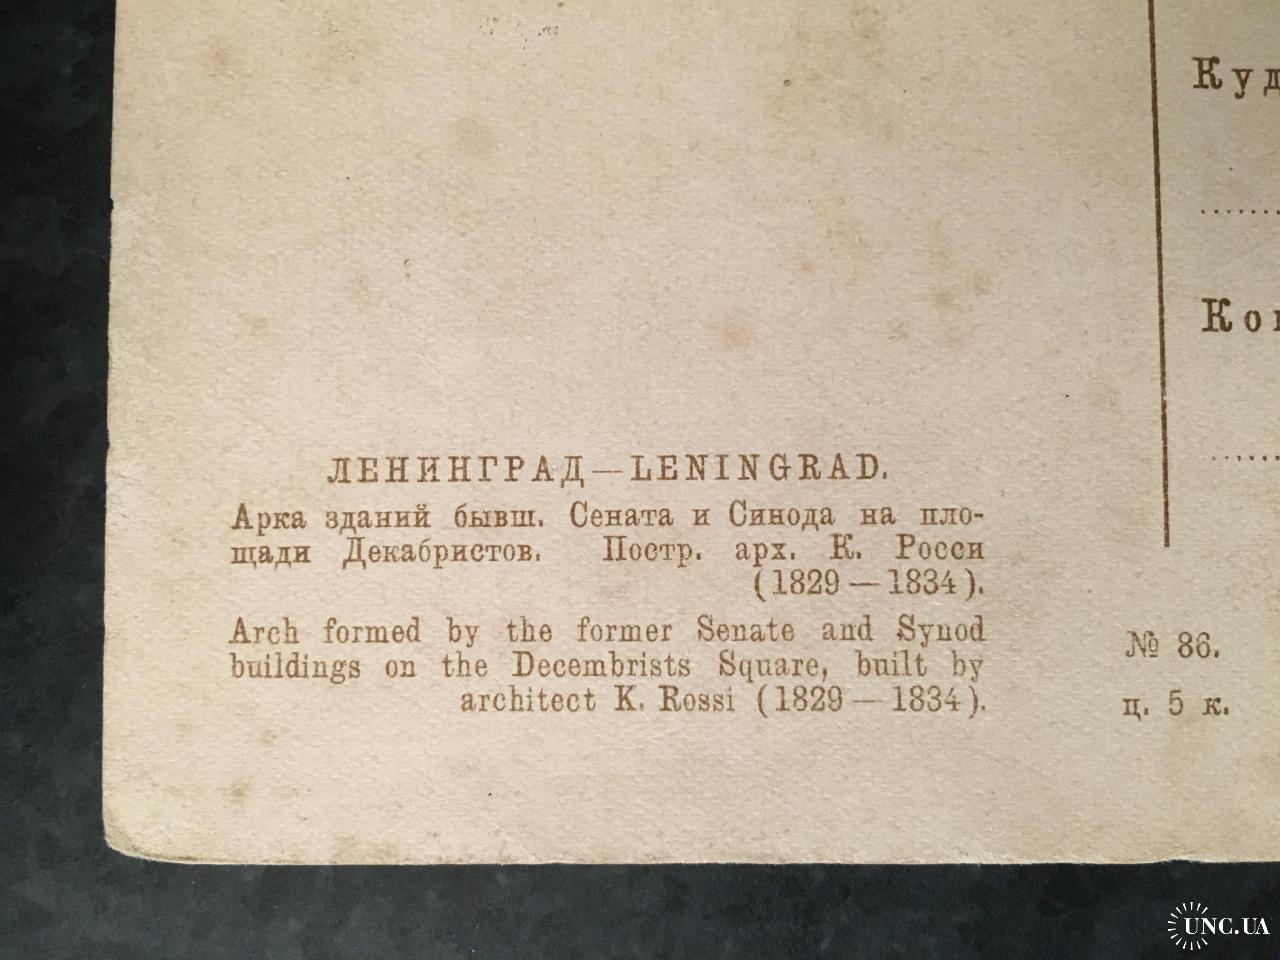 ЛЕНИНГРАД—LENINGRAD.
Арка зданий бывш. Сената и Синода на пло-
щади Декабристов. Постр. арх. К. Росси
(1829 — 1834).
Arch formed by the former Senate and Synod
buildings on the Decembrists Square, built by
architect K. Rossi (1829 — 1834).
№ 86.
ц. 5 к.
UNC.UA